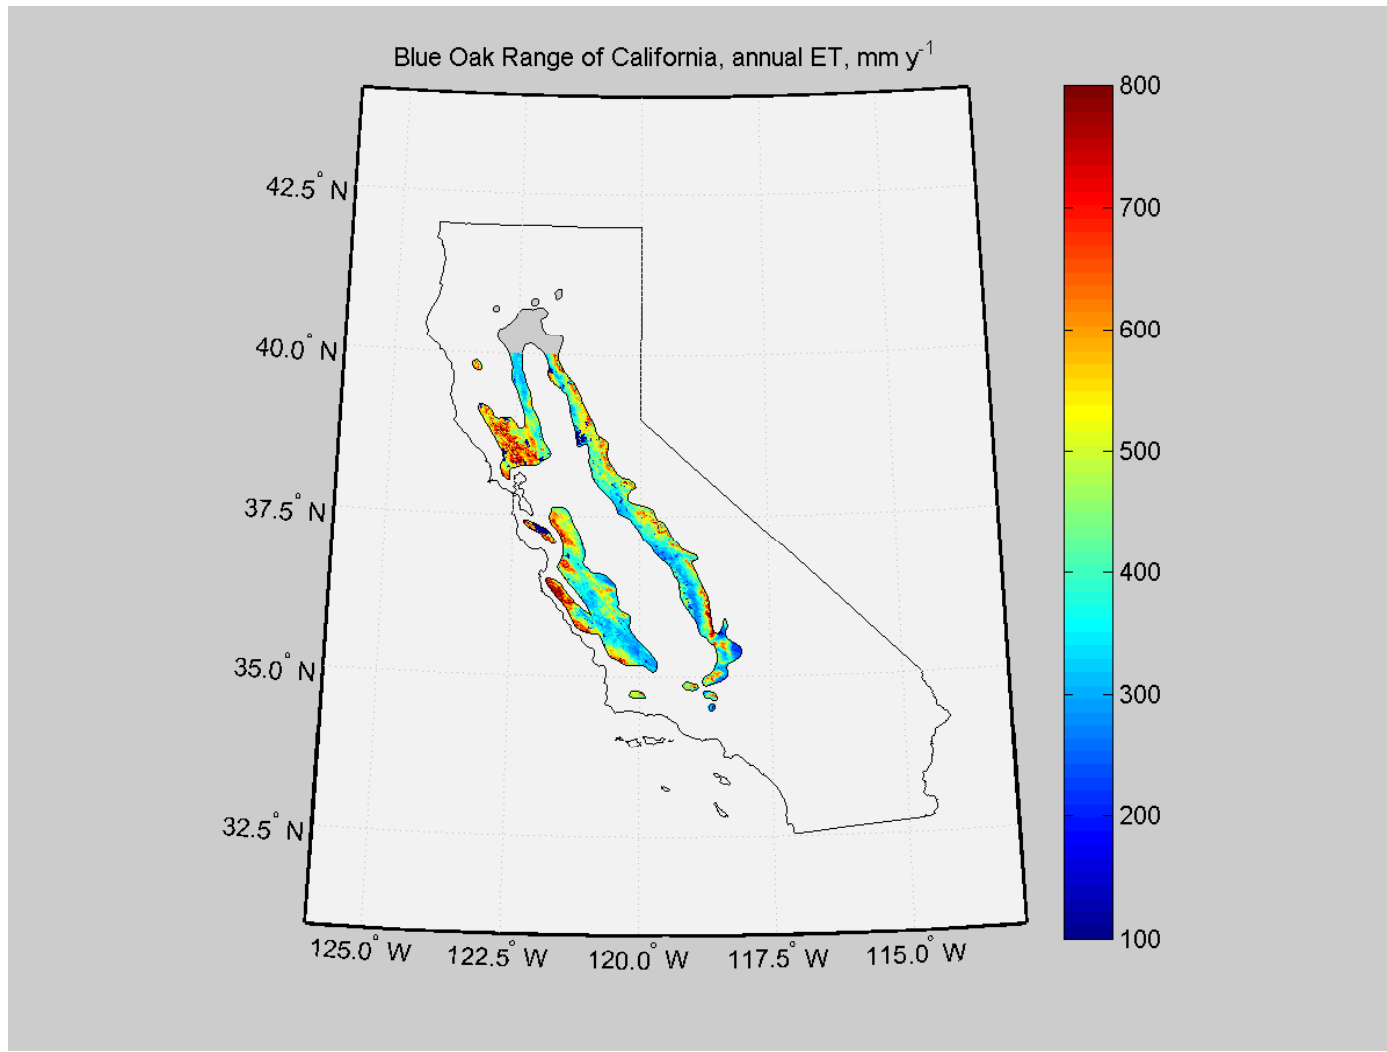 Blue Oak Range of California, annual ET, mm y⁻¹
800
700
600
500
400
300
200
100
42.5° N
40.0° N
37.5° N
35.0° N
32.5° N
125.0° W 122.5° W 120.0° W 117.5° W 115.0° W